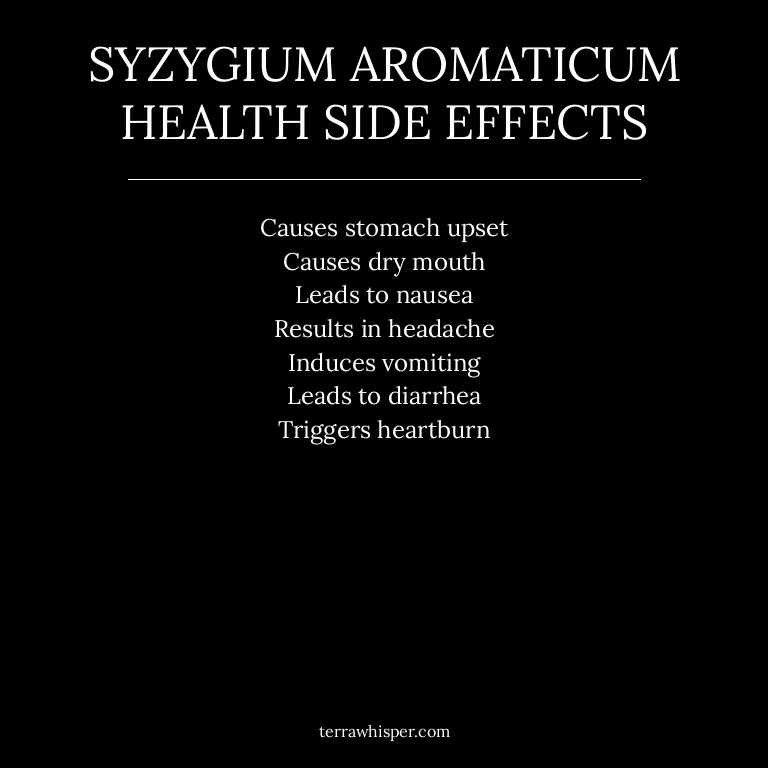 SYZYGIUM AROMATICUM
HEALTH SIDE EFFECTS
Causes stomach upset
Causes dry mouth
Leads to nausea
Results in headache
Induces vomiting
Leads to diarrhea
Triggers heartburn
terrawhisper.com